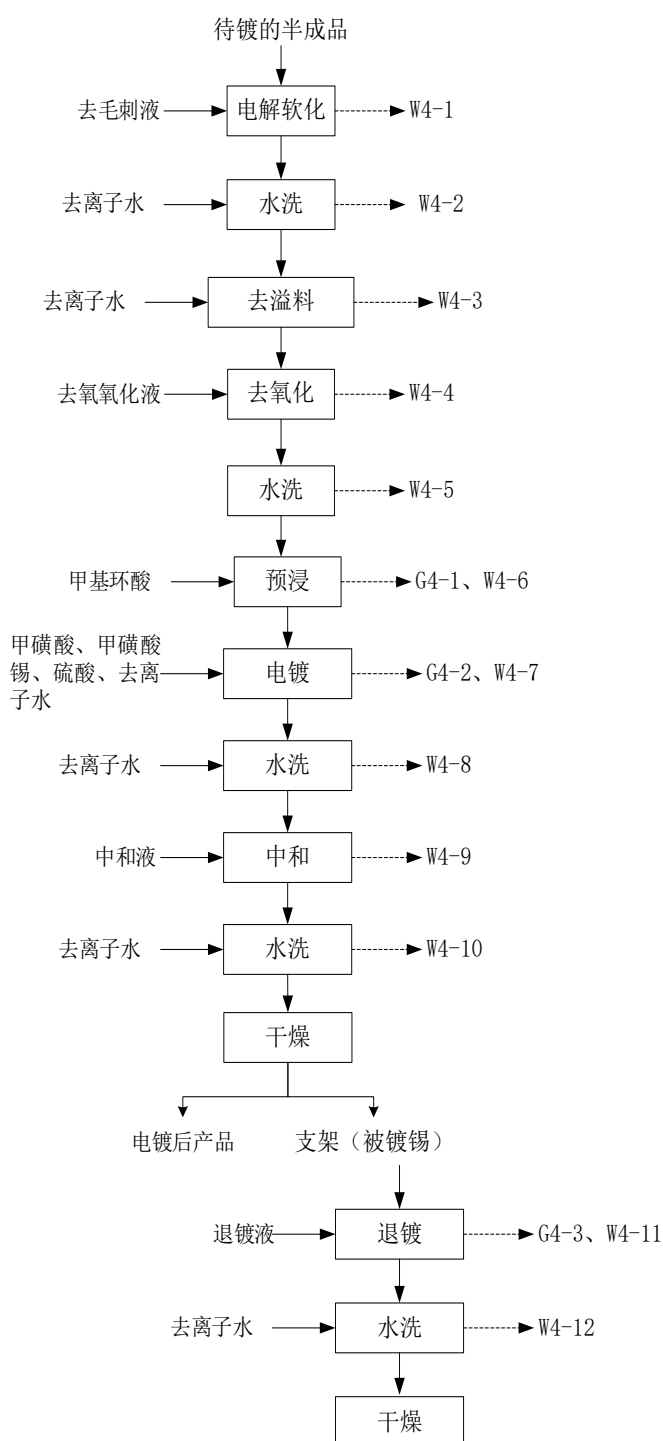 待镀的半成品
去毛刺液
电解软化
W4-1
去离子水
水洗
W4-2
去离子水
去溢料
W4-3
去氧氧化液
去氧化
W4-4
水洗
W4-5
甲基环酸
预浸
G4-1、W4-6
甲磺酸、甲磺酸
锡、硫酸、去离
子水
电镀
G4-2、W4-7
去离子水
水洗
W4-8
中和液
中和
W4-9
去离子水
水洗
W4-10
干燥
电镀后产品
支架（被镀锡）
退镀液
退镀
G4-3、W4-11
去离子水
水洗
W4-12
干燥